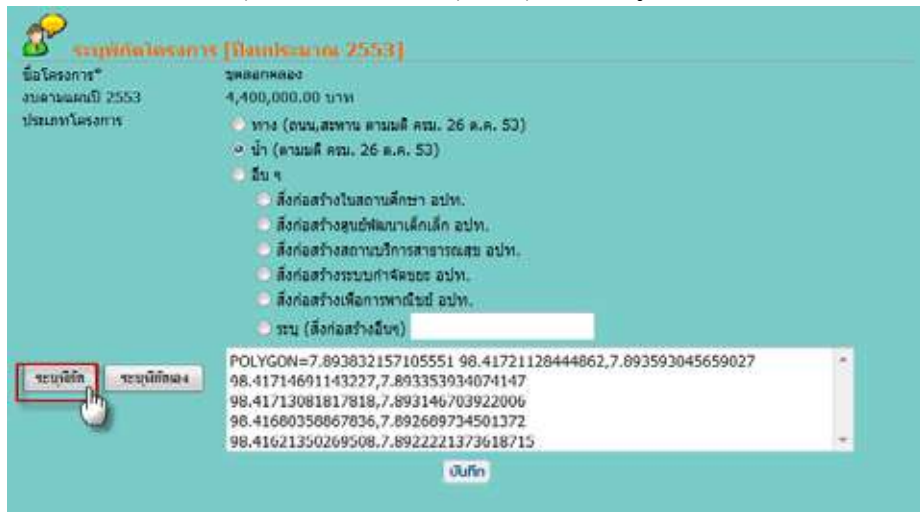 ระบุพิกัดโครงการ [ปีงบประมาณ 2553]
ชื่อโครงการ* ขุดลอกคลอง
งบตามแผนปี 2553 4,400,000.00 บาท
ประเภทโครงการ ทาง (ถนน,สะพาน ตามมติ ครม. 26 ต.ค. 53)
น้ำ (ตามมติ ครม. 26 ต.ค. 53)
อื่น ๆ
สิ่งก่อสร้างในสถานศึกษา อปท.
สิ่งก่อสร้างศูนย์พัฒนาเด็กเล็ก อปท.
สิ่งก่อสร้างสถานบริการสาธารณสุข อปท.
สิ่งก่อสร้างระบบกำจัดขยะ อปท.
สิ่งก่อสร้างเพื่อการพาณิชย์ อปท.
ระบุ (สิ่งก่อสร้างอื่นๆ)
ระบุพิกัด ระบุพิกัดเอง
POLYGON=7.893832157105551 98.41721128444862,7.893593045659027
98.41714691143227,7.893353934074147
98.41713081817818,7.893146703922006
98.41680358867836,7.892689734501372
98.41621350269508,7.8922221373618715
บันทึก